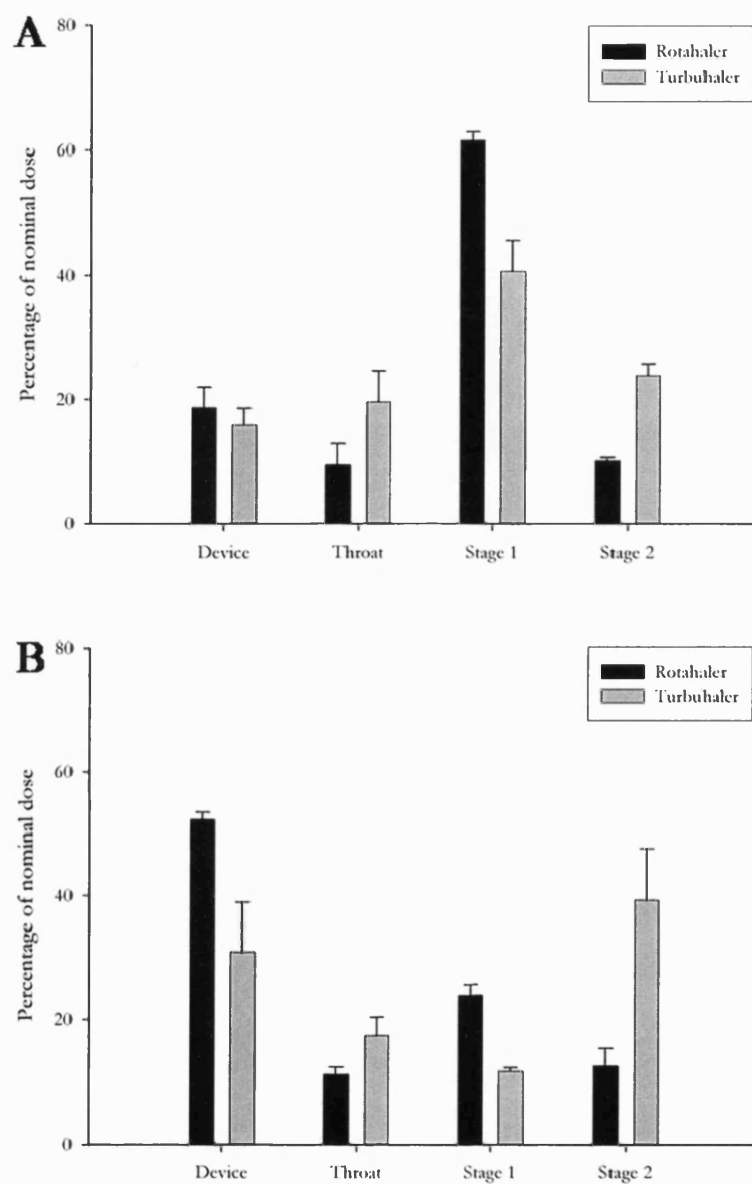 A
80
60
40
20
0
Percentage of nominal dose
Rotahaler
Turbuhaler
Device Throat Stage 1 Stage 2
B
80
60
40
20
0
Percentage of nominal dose
Rotahaler
Turbuhaler
Device Throat Stage 1 Stage 2